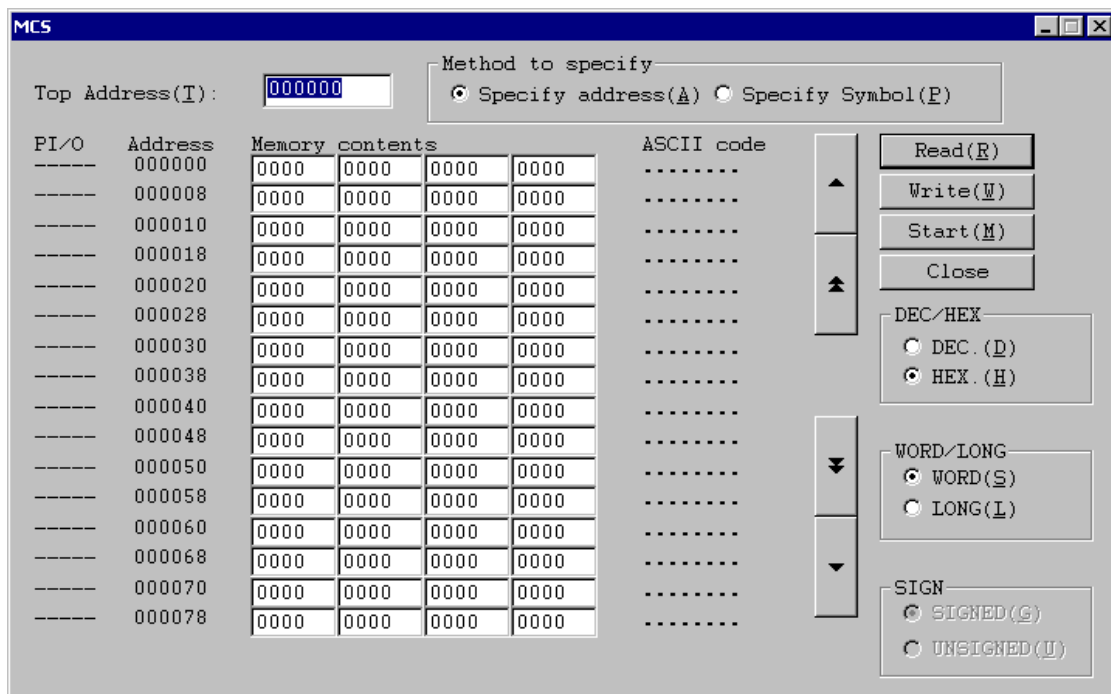 MCS
Method to specify
Top Address(T): 000000 Specify address(A) Specify Symbol(P)
PI/O Address Memory contents ASCII code
----- 000000 0000 0000 0000 0000 ........
----- 000008 0000 0000 0000 0000 ........
----- 000010 0000 0000 0000 0000 ........
----- 000018 0000 0000 0000 0000 ........
----- 000020 0000 0000 0000 0000 ........
----- 000028 0000 0000 0000 0000 ........
----- 000030 0000 0000 0000 0000 ........
----- 000038 0000 0000 0000 0000 ........
----- 000040 0000 0000 0000 0000 ........
----- 000048 0000 0000 0000 0000 ........
----- 000050 0000 0000 0000 0000 ........
----- 000058 0000 0000 0000 0000 ........
----- 000060 0000 0000 0000 0000 ........
----- 000068 0000 0000 0000 0000 ........
----- 000070 0000 0000 0000 0000 ........
----- 000078 0000 0000 0000 0000 ........
Read(R)
Write(W)
Start(M)
Close
DEC/HEX
DEC.(D)
HEX.(H)
WORD/LONG
WORD(S)
LONG(L)
SIGN
SIGNED(G)
UNSIGNED(U)